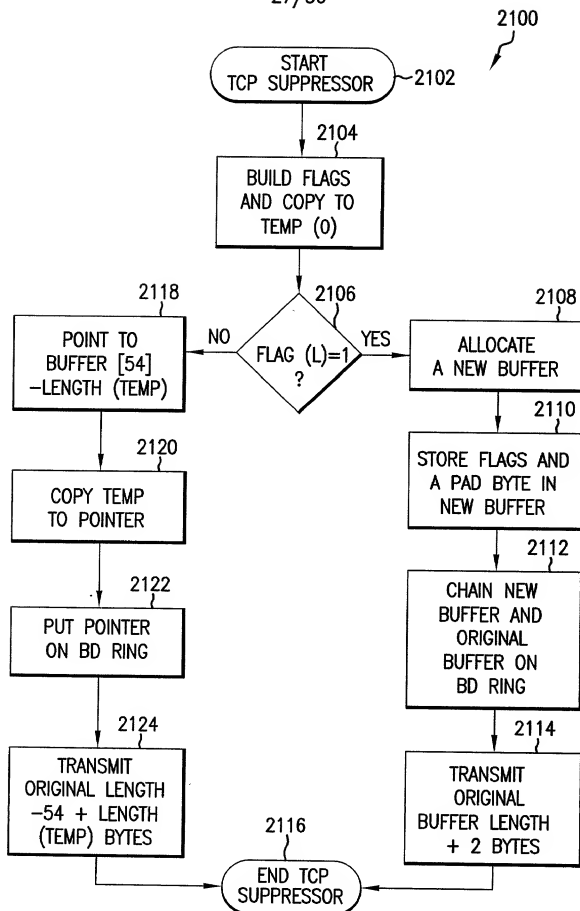 27/30
2100
START
TCP SUPPRESSOR
2102
2104
BUILD FLAGS
AND COPY TO
TEMP (0)
2106
FLAG (L)=1
?
NO
YES
2118
POINT TO
BUFFER [54]
-LENGTH (TEMP)
2120
COPY TEMP
TO POINTER
2122
PUT POINTER
ON BD RING
2124
TRANSMIT
ORIGINAL LENGTH
-54 + LENGTH
(TEMP) BYTES
2108
ALLOCATE
A NEW BUFFER
2110
STORE FLAGS AND
A PAD BYTE IN
NEW BUFFER
2112
CHAIN NEW
BUFFER AND
ORIGINAL
BUFFER ON
BD RING
2114
TRANSMIT
ORIGINAL
BUFFER LENGTH
+ 2 BYTES
2116
END TCP
SUPPRESSOR